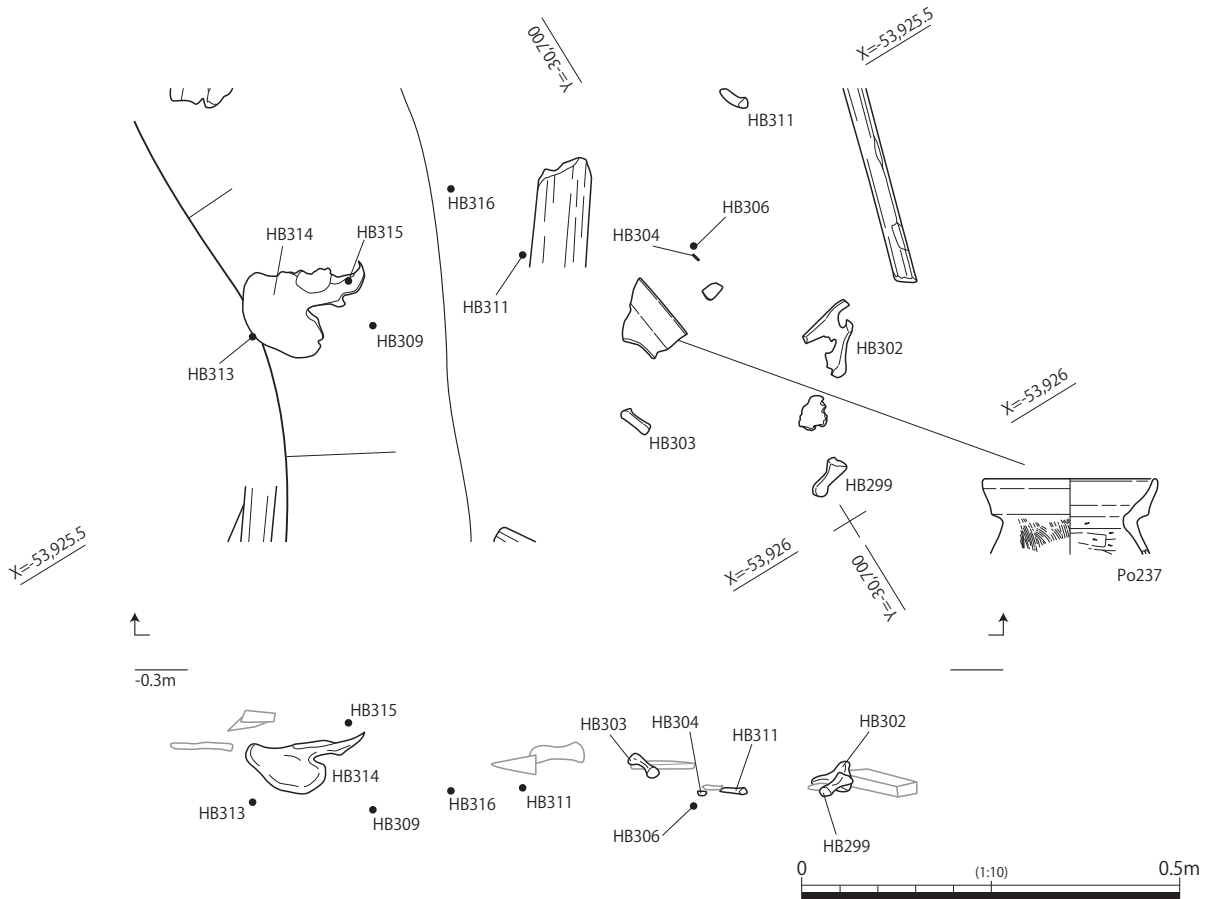 X=-53,925.5
Y=-30,700
HB311
HB316
HB306
HB304
HB314
HB315
HB311
HB309
HB302
HB313
X=-53,926
HB303
HB299
X=-53,925.5
X=-53,926
Y=-30,700
Po237
-0.3m
HB315
HB303
HB304
HB302
HB311
HB314
HB313
HB316
HB311
HB309
HB306
HB299
0
(1:10)
0.5m